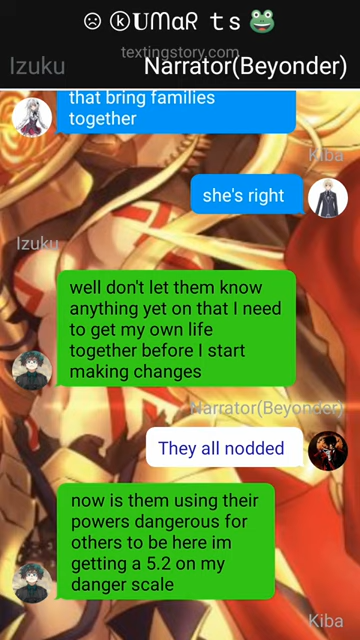 ☹ ⓚUᗰᗩᖇ t s 🐸
textingstory.com
Izuku Narrator(Beyonder)
that bring families
together
Kiba
she's right
Izuku
well don't let them know
anything yet on that I need
to get my own life
together before I start
making changes
Narrator(Beyonder)
They all nodded
now is them using their
powers dangerous for
others to be here im
getting a 5.2 on my
danger scale
Kiba